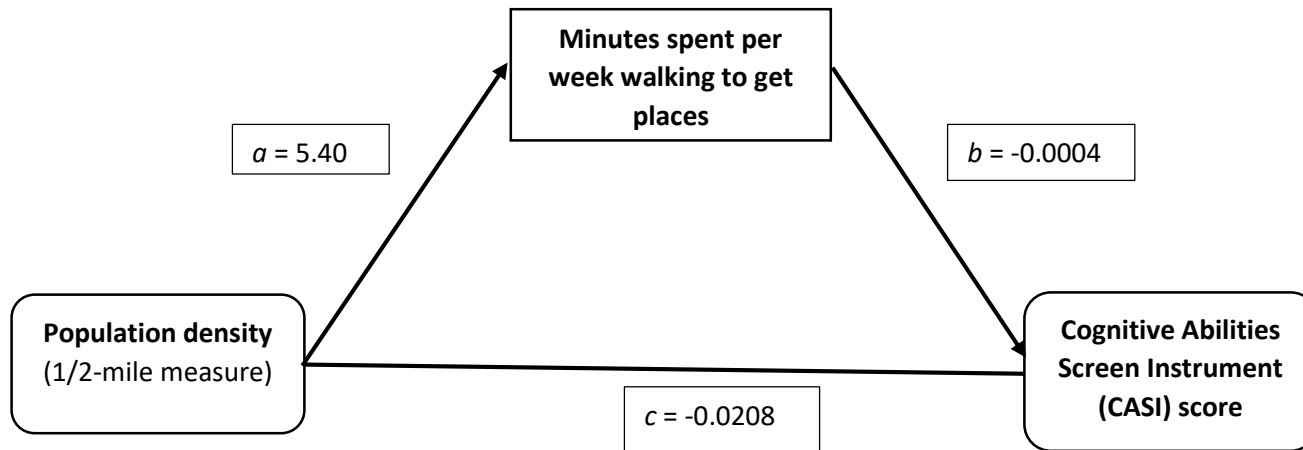 Minutes spent per
week walking to get
places
a = 5.40
b = -0.0004
Population density
(1/2-mile measure)
Cognitive Abilities
Screen Instrument
(CASI) score
c = -0.0208